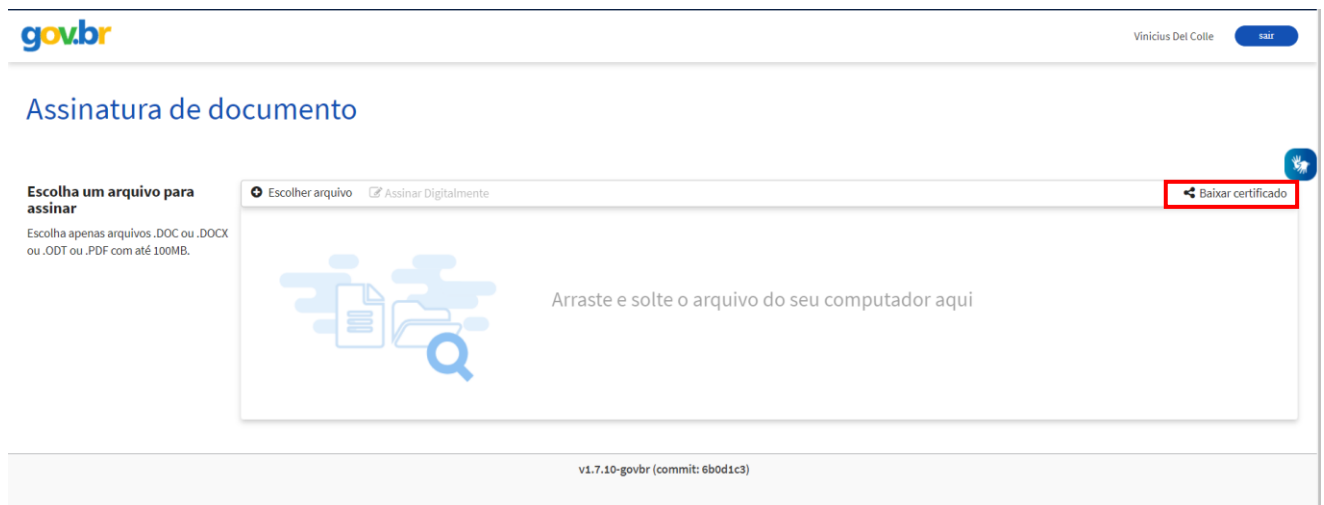 gov.br
Vinicius Del Colle
sair
Assinatura de documento
Escolha um arquivo para
assinar
Escolha apenas arquivos .DOC ou .DOCX
ou .ODT ou .PDF com até 100MB.
Escolher arquivo
Assinar Digitalmente
Baixar certificado
Arraste e solte o arquivo do seu computador aqui
v1.7.10-govbr (commit: 6b0d1c3)